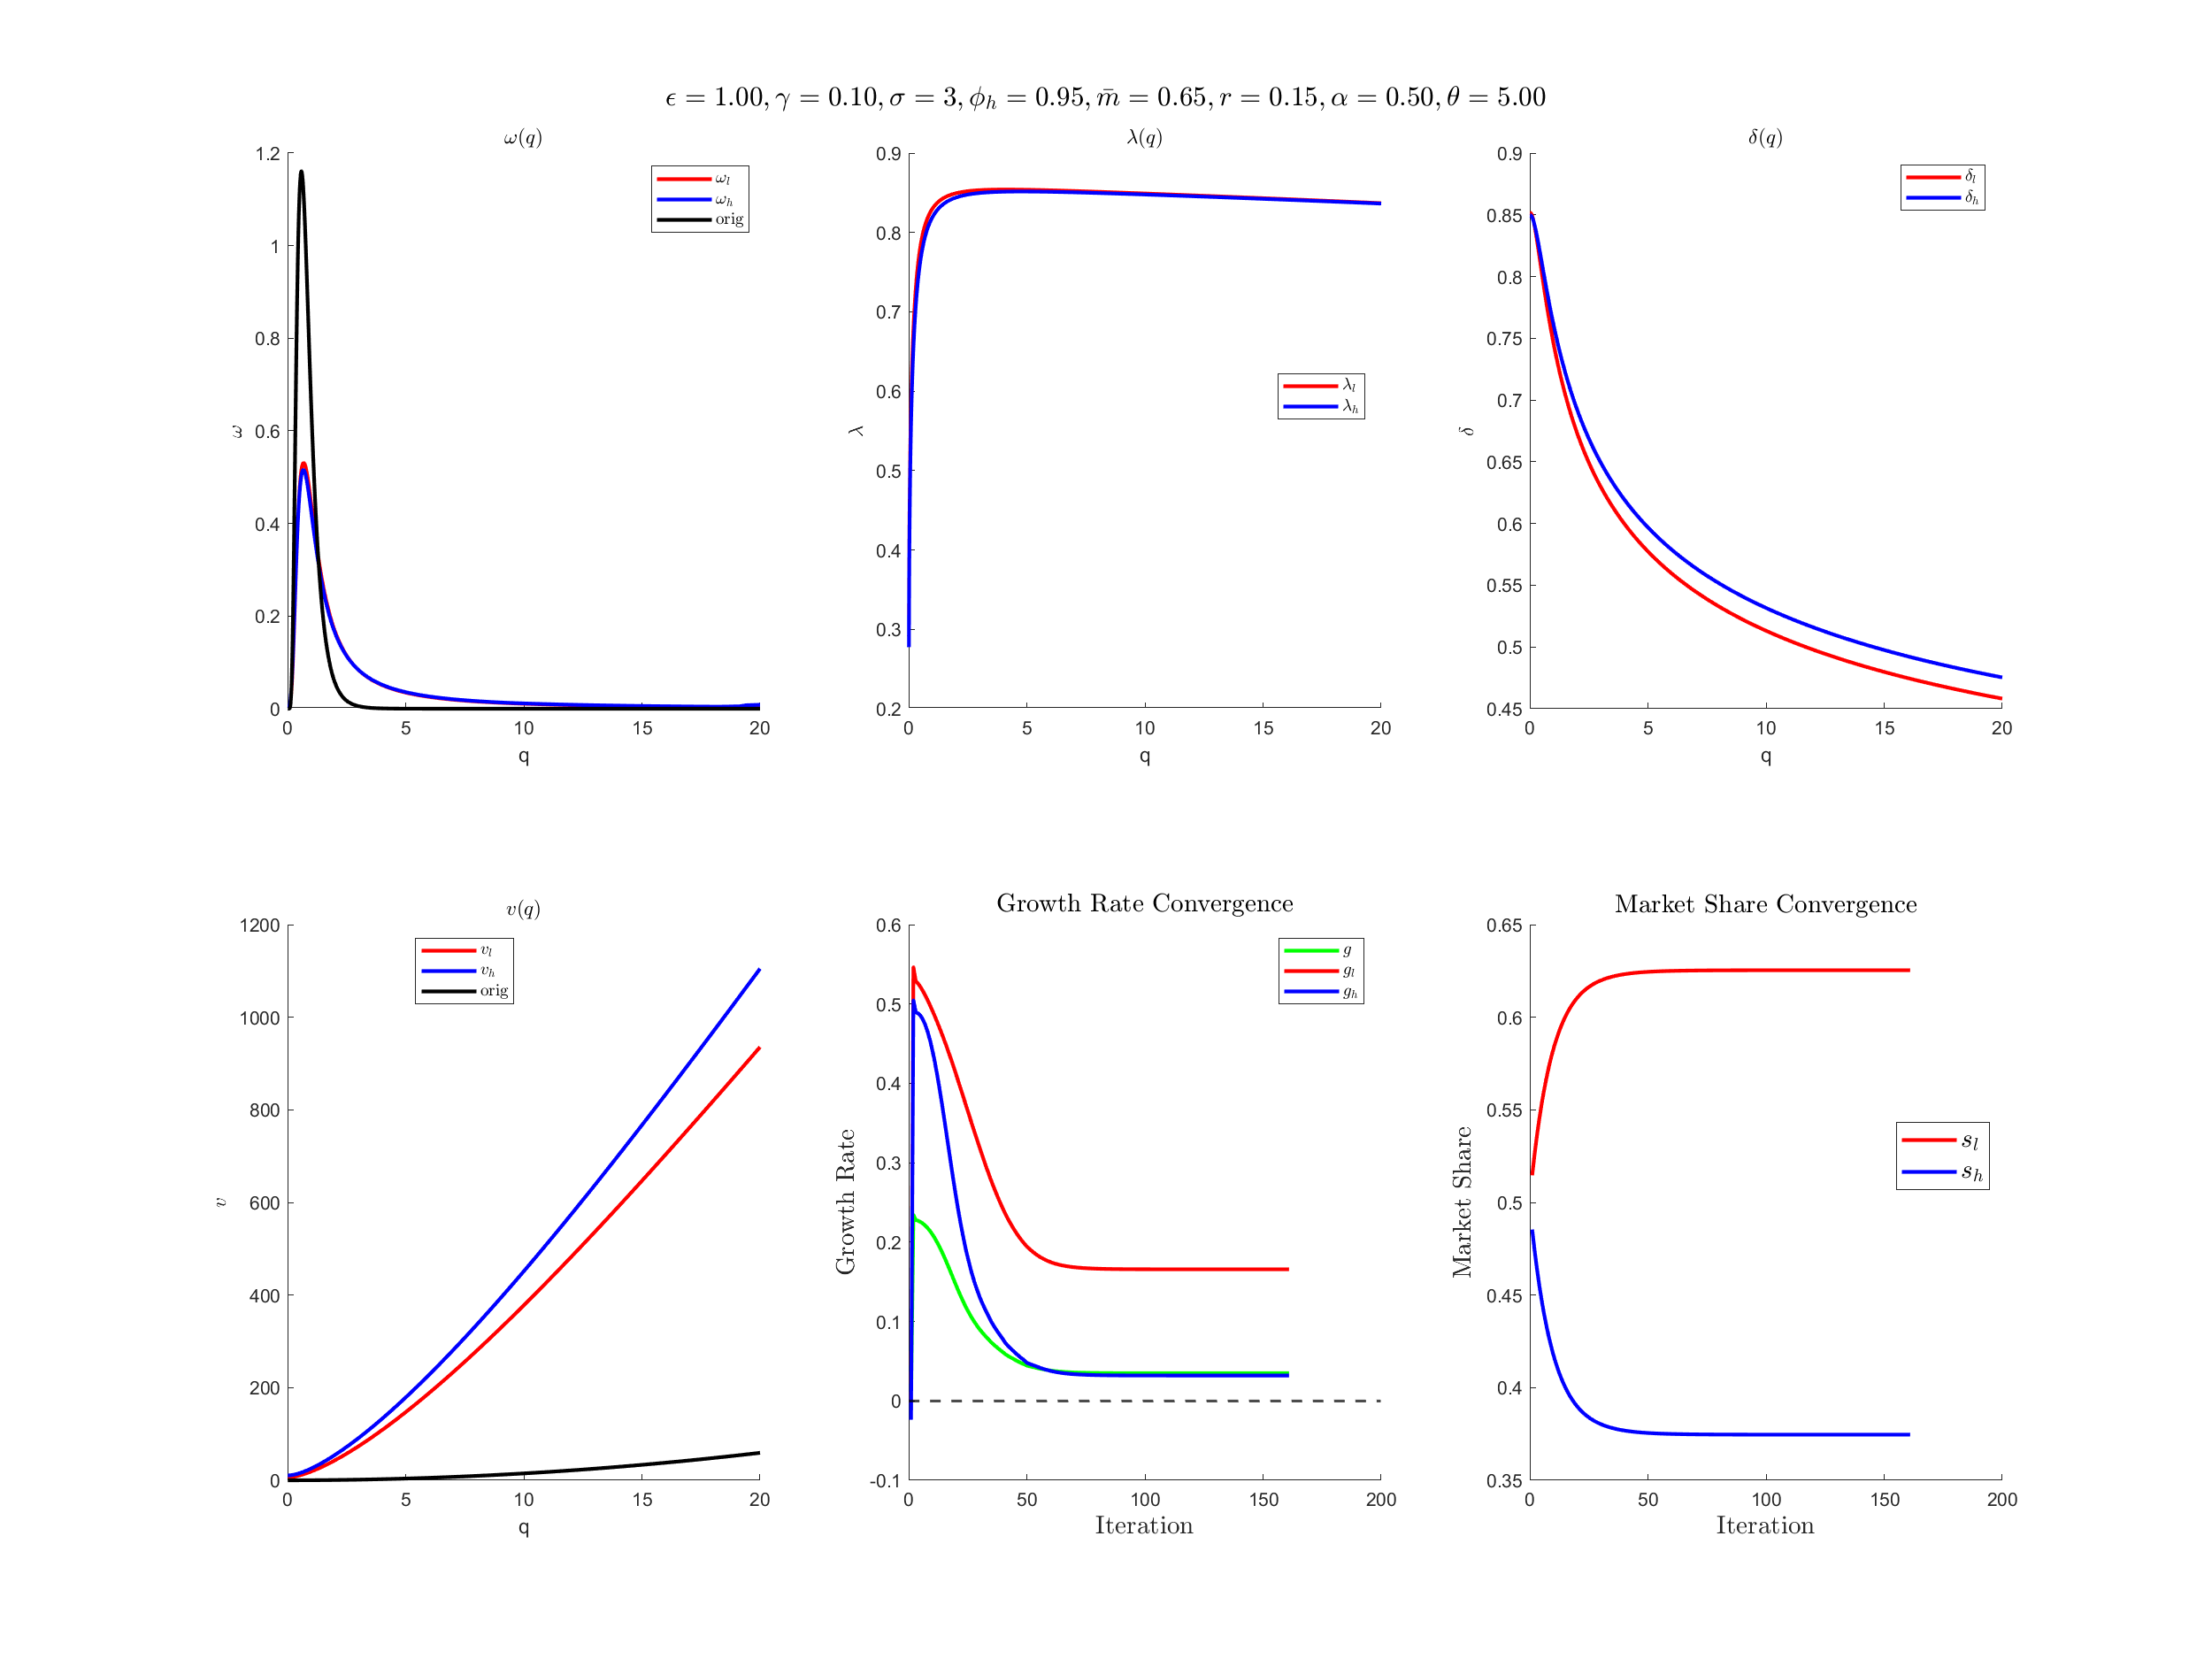 ϵ = 1.00, γ = 0.10, σ = 3, ϕ_h = 0.95, m̄ = 0.65, r = 0.15, α = 0.50, θ = 5.00
ω(q)
1.2
1
0.8
0.6
0.4
0.2
0
ω
ω_l
ω_h
orig
0 5 10 15 20
q
λ(q)
0.9
0.8
0.7
0.6
0.5
0.4
0.3
0.2
λ
λ_l
λ_h
0 5 10 15 20
q
δ(q)
0.9
0.85
0.8
0.75
0.7
0.65
0.6
0.55
0.5
0.45
δ
δ_l
δ_h
0 5 10 15 20
q
v(q)
1200
1000
800
600
400
200
0
v
v_l
v_h
orig
0 5 10 15 20
q
Growth Rate Convergence
0.6
0.5
0.4
0.3
0.2
0.1
0
-0.1
Growth Rate
g
g_l
g_h
0 50 100 150 200
Iteration
Market Share Convergence
0.65
0.6
0.55
0.5
0.45
0.4
0.35
Market Share
s_l
s_h
0 50 100 150 200
Iteration